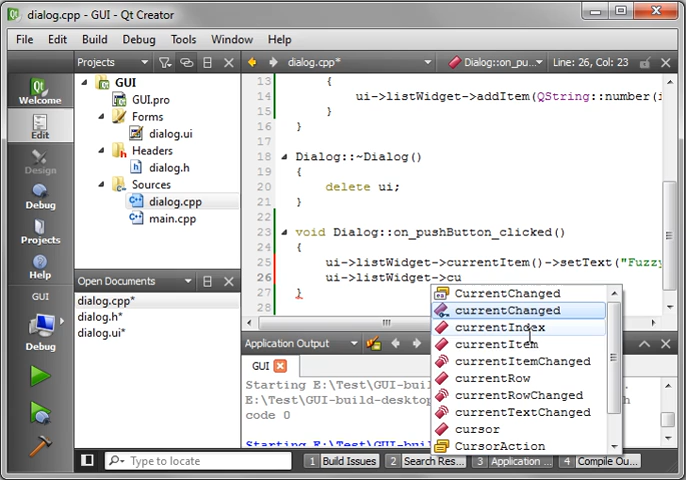 dialog.cpp - GUI - Qt Creator
File Edit Build Debug Tools Window Help
Projects
dialog.cpp*
Dialog::on_pu...
Line: 26, Col: 23
Qt
Welcome
Edit
Design
Debug
Projects
Help
GUI
Debug
GUI
GUI.pro
Forms
dialog.ui
Headers
dialog.h
Sources
dialog.cpp
main.cpp
Open Documents
dialog.cpp*
dialog.h*
dialog.ui*
13 {
14 ui->listWidget->addItem(QString::number(i
15 }
16 }
17
18 Dialog::~Dialog()
19 {
20 delete ui;
21 }
22
23 void Dialog::on_pushButton_clicked()
24 {
25 ui->listWidget->currentItem()->setText("Fuzzy
26 ui->listWidget->cu
27 }
28
CurrentChanged
currentChanged
currentIndex
currentItem
currentItemChanged
currentRow
currentRowChanged
currentTextChanged
cursor
CursorAction
Application Output
GUI
Starting E:\Test\GUI-buil
E:\Test\GUI-build-desktop
code 0
Starting E:\Test\GUI-buil
Type to locate
1 Build Issues
2 Search Res...
3 Application ...
4 Compile Ou...